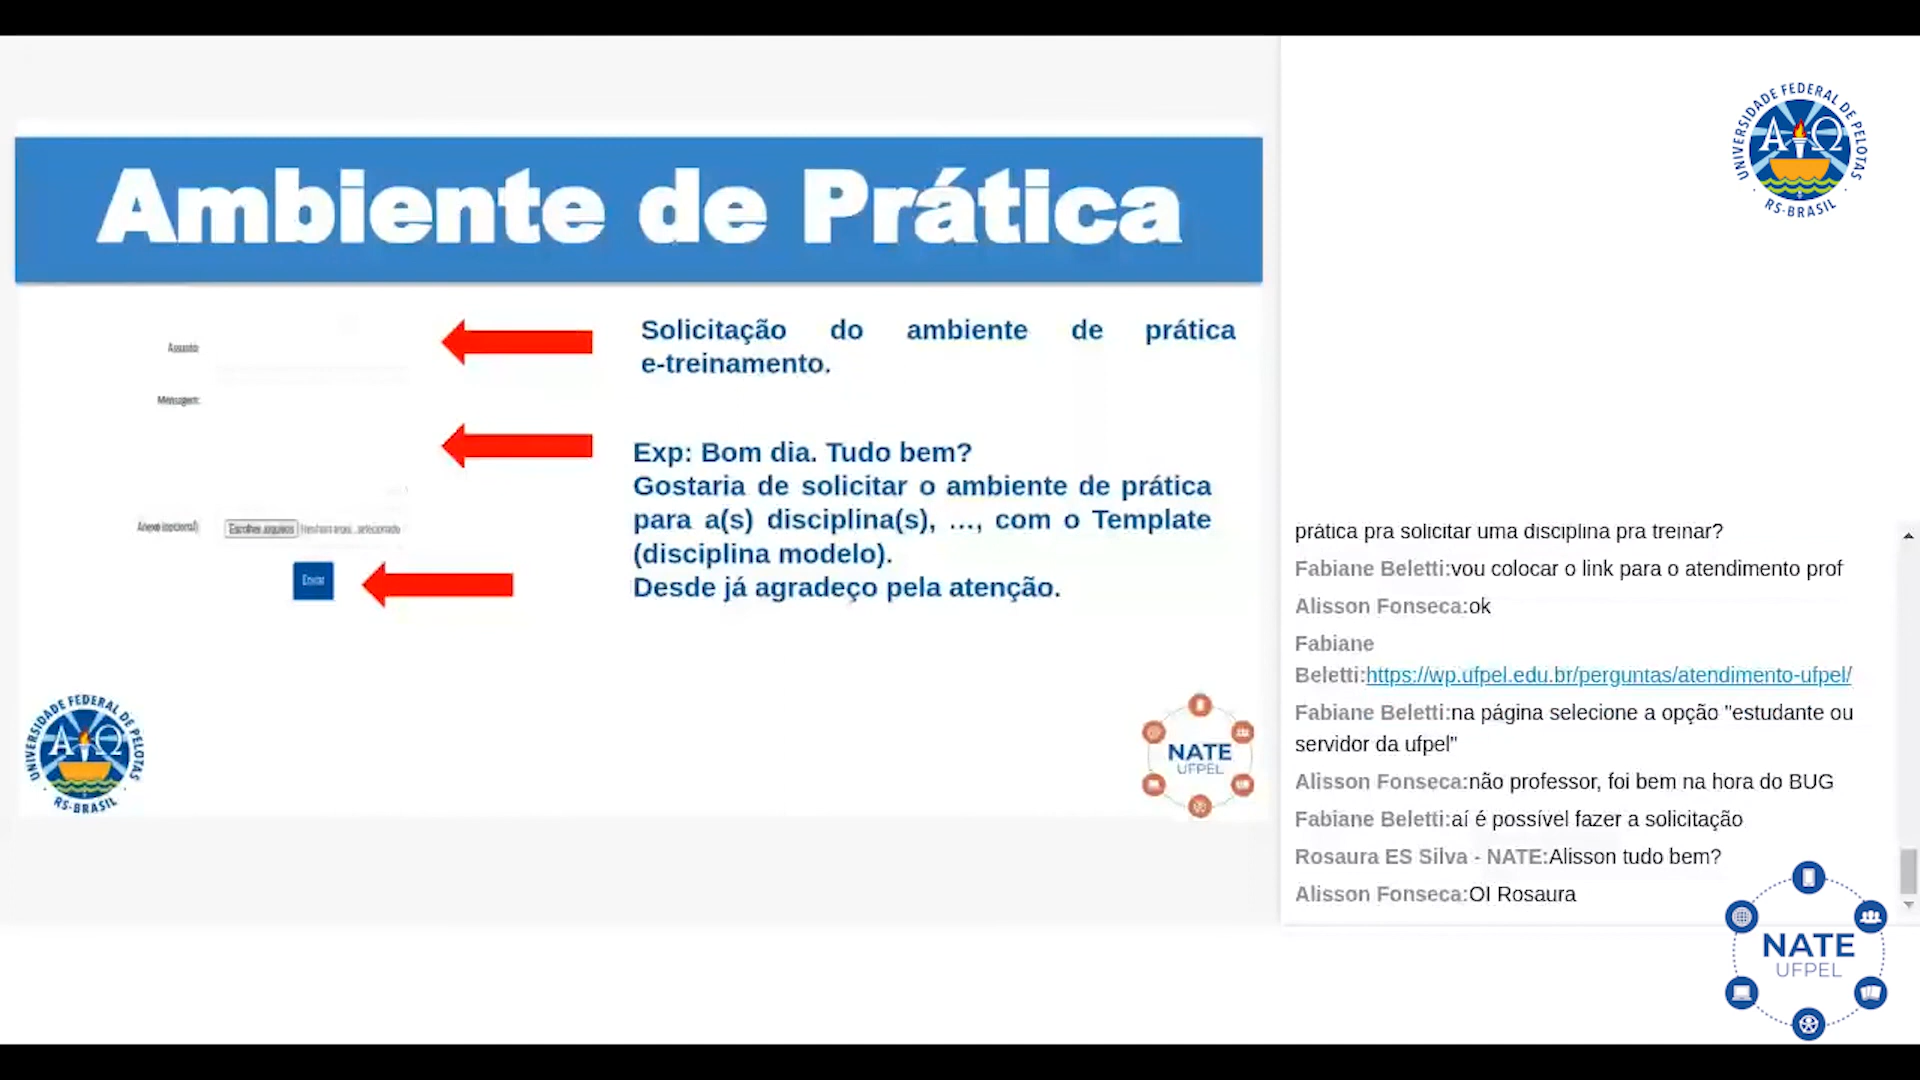 Ambiente de Prática
Assunto:
Solicitação do ambiente de prática
e-treinamento.
Mensagem:
Exp: Bom dia. Tudo bem?
Gostaria de solicitar o ambiente de prática
para a(s) disciplina(s), ..., com o Template
(disciplina modelo).
Desde já agradeço pela atenção.
Anexo (opcional):
Escolher arquivos
Enviar
UNIVERSIDADE FEDERAL DE PELOTAS
AΩ
RS-BRASIL
NATE
UFPEL
UNIVERSIDADE FEDERAL DE PELOTAS
AΩ
RS-BRASIL
prática pra solicitar uma disciplina pra treinar?
Fabiane Beletti:vou colocar o link para o atendimento prof
Alisson Fonseca:ok
Fabiane
Beletti:https://wp.ufpel.edu.br/perguntas/atendimento-ufpel/
Fabiane Beletti:na página selecione a opção "estudante ou
servidor da ufpel"
Alisson Fonseca:não professor, foi bem na hora do BUG
Fabiane Beletti:aí é possível fazer a solicitação
Rosaura ES Silva - NATE:Alisson tudo bem?
Alisson Fonseca:OI Rosaura
NATE
UFPEL